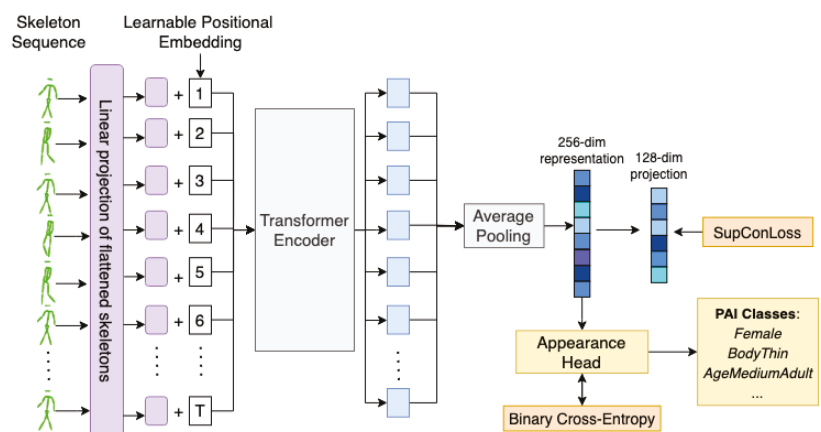 Skeleton
Sequence
Learnable Positional
Embedding
Linear projection of flattened skeletons
+ 1
+ 2
+ 3
+ 4
+ 5
+ 6
+ T
Transformer
Encoder
Average
Pooling
256-dim
representation
128-dim
projection
SupConLoss
Appearance
Head
Binary Cross-Entropy
PAI Classes:
Female
BodyThin
AgeMediumAdult
...